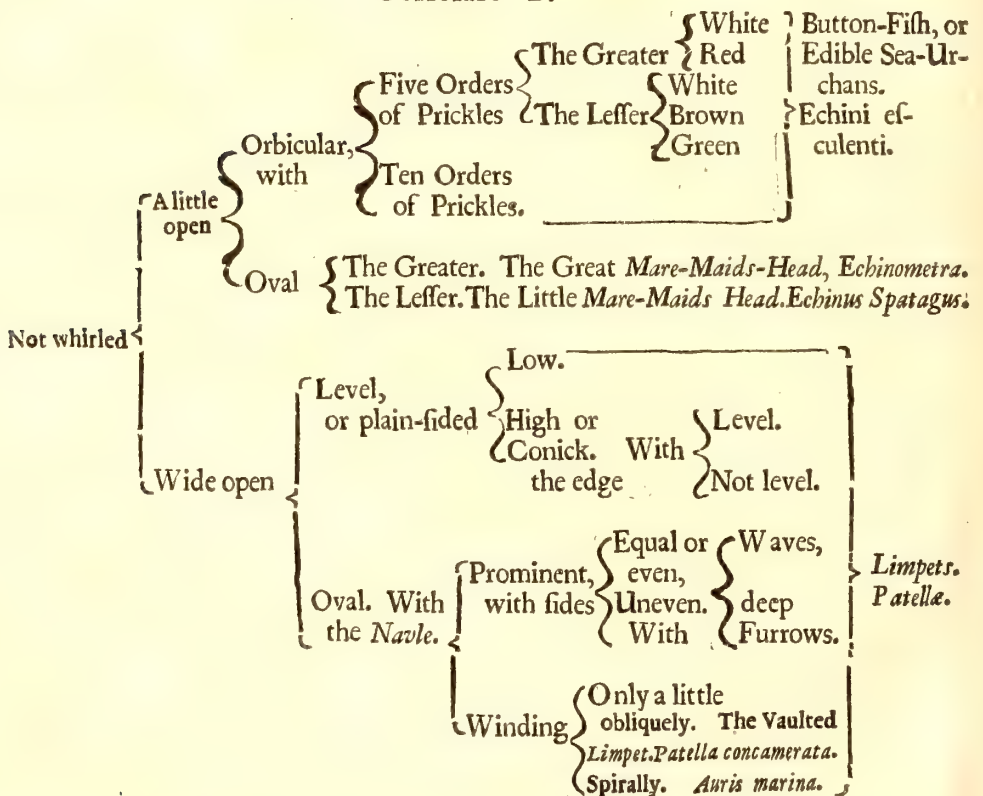 White Button-Fiſh, or
The Greater Red Edible Sea-Ur-
Five Orders White chans.
of Prickles The Leſſer Brown Echini eſ-
Orbicular, Green culenti.
with Ten Orders
A little of Prickles.
open
Oval The Greater. The Great Mare-Maids-Head, Echinometra.
The Leſſer. The Little Mare-Maids Head. Echinus Spatagus.
Not whirled
Low.
Level,
or plain-ſided High or Level.
Conick. With
Wide open the edge Not level.
Equal or Waves,
Prominent, even, Limpets.
Oval. With with ſides Uneven. deep Patellæ.
the Navle. With Furrows.
Only a little
Winding obliquely. The Vaulted
Limpet. Patella concamerata.
Spirally. Auris marina.